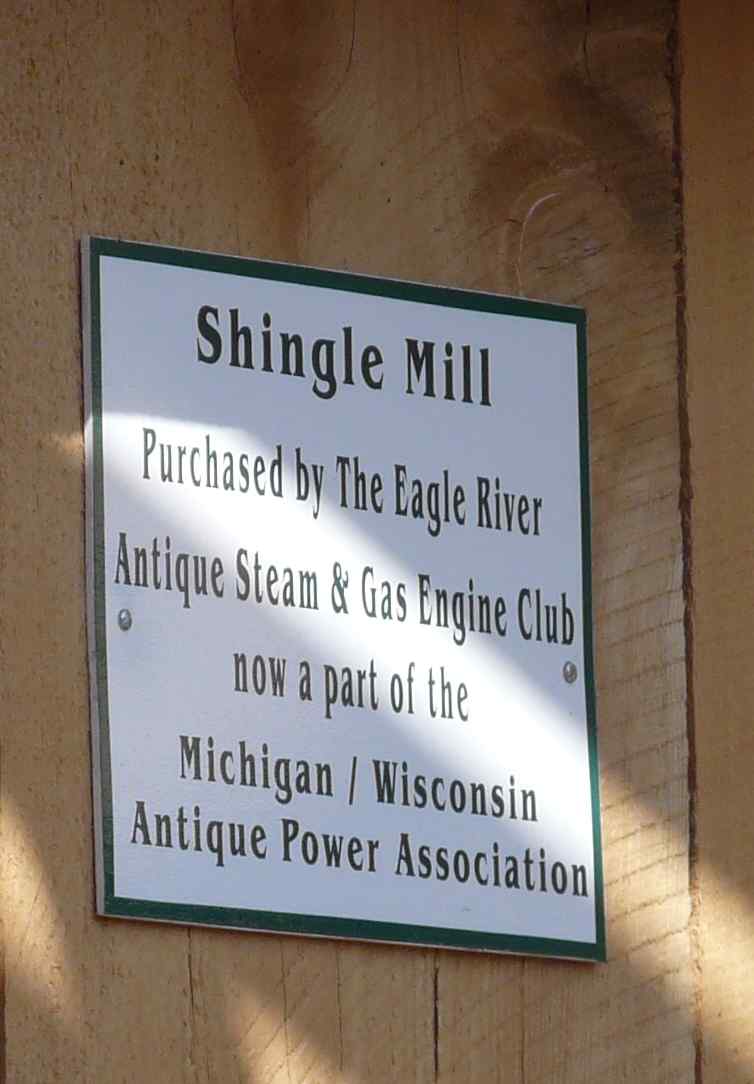 Shingle Mill
Purchased by The Eagle River
Antique Steam & Gas Engine Club
now a part of the
Michigan / Wisconsin
Antique Power Association